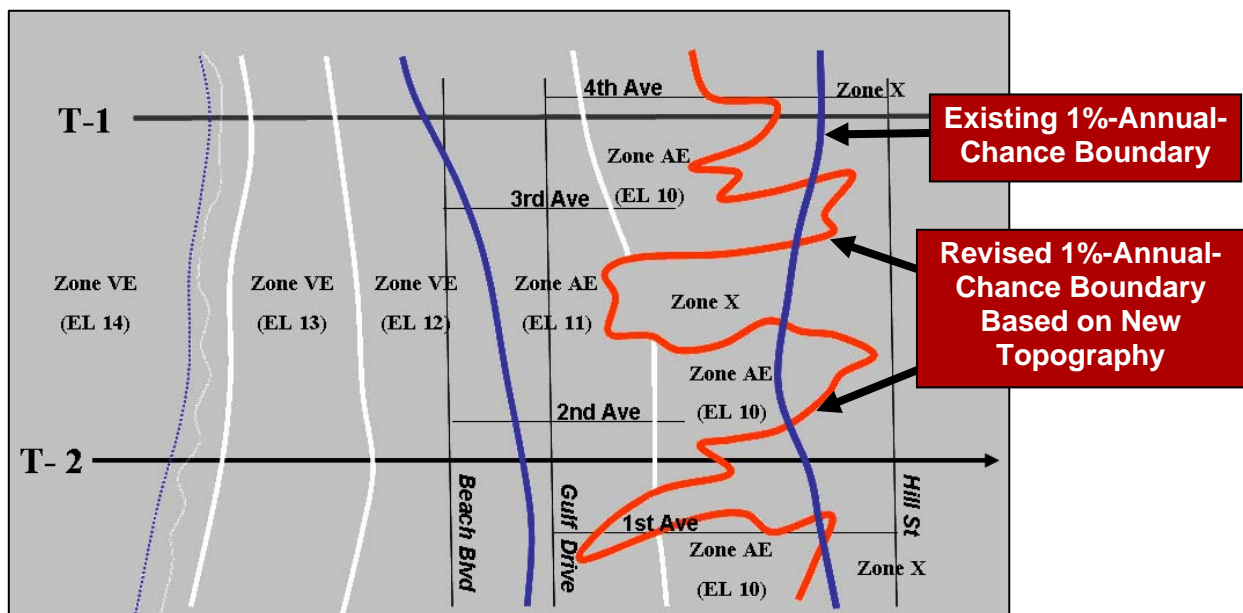 4th Ave
Zone X
T-1
Existing 1%-Annual-
Chance Boundary
Zone AE
(EL 10)
3rd Ave
Revised 1%-Annual-
Chance Boundary
Based on New
Topography
Zone VE
(EL 14)
Zone VE
(EL 13)
Zone VE
(EL 12)
Zone AE
(EL 11)
Zone X
Zone AE
(EL 10)
2nd Ave
T- 2
Beach Blvd
Gulf Drive
Hill St
1st Ave
Zone AE
(EL 10)
Zone X